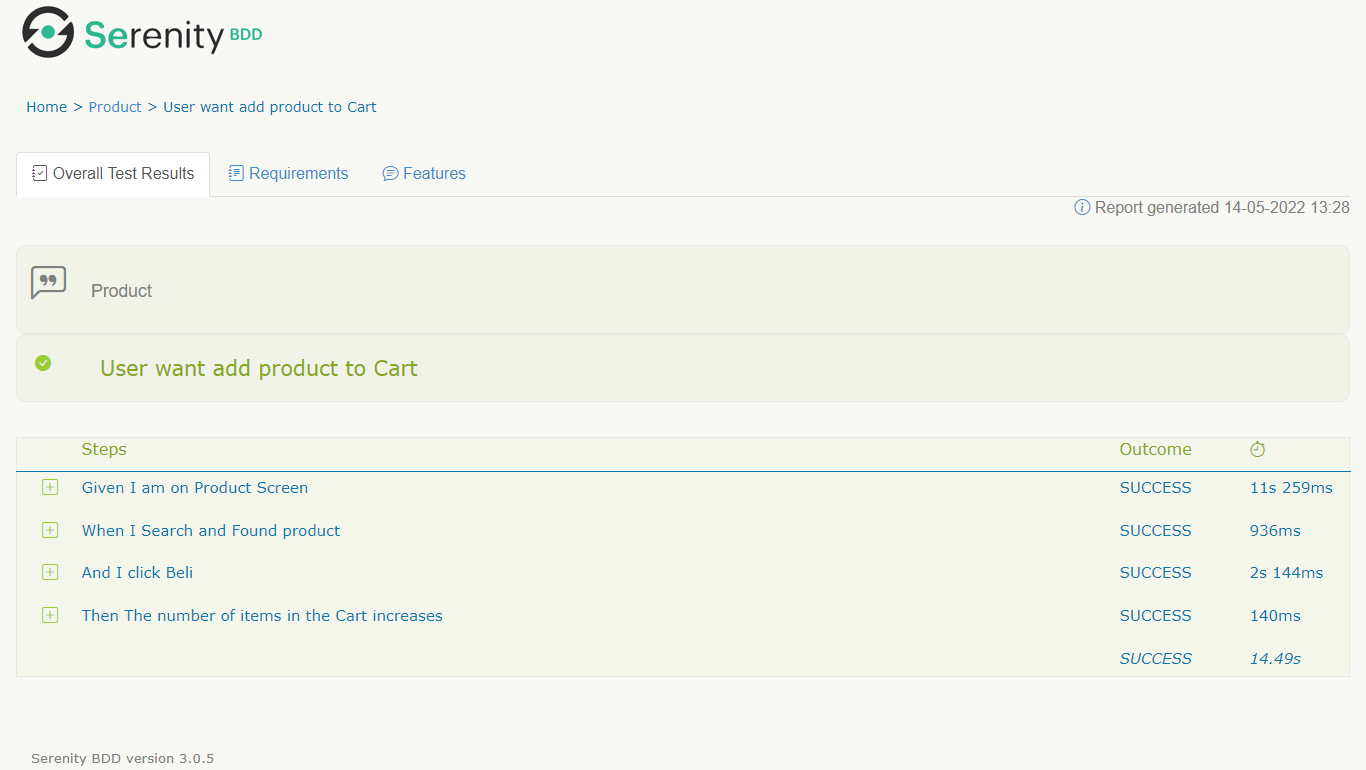 Serenity BDD
Home > Product > User want add product to Cart
Overall Test Results Requirements Features
Report generated 14-05-2022 13:28
Product
User want add product to Cart
Steps Outcome
Given I am on Product Screen SUCCESS 11s 259ms
When I Search and Found product SUCCESS 936ms
And I click Beli SUCCESS 2s 144ms
Then The number of items in the Cart increases SUCCESS 140ms
SUCCESS 14.49s
Serenity BDD version 3.0.5